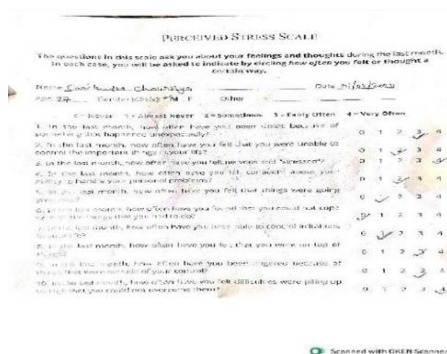 PERCEIVED STRESS SCALE
The questions in this scale ask you about your feelings and thoughts during the last month.
In each case, you will be asked to indicate by circling how often you felt or thought a
certain way.
Name Date
Age Gender (Circle): M F Other
0 - Never 1 - Almost Never 2 - Sometimes 3 - Fairly Often 4 - Very Often
1. In the last month, how often have you been upset because of
something that happened unexpectedly? 0 1 2 3
2. In the last month, how often have you felt that you were unable to
control the important things in your life? 0 1 3 4
3. In the last month, how often have you felt nervous and "stressed"? 0 1 2 3
4. In the last month, how often have you felt confident about your
ability to handle your personal problems? 0 1 3 4
5. In the last month, how often have you felt that things were going
your way? 0 2 3 4
6. In the last month, how often have you found that you could not cope
with all the things that you had to do? 1 2 3 4
7. In the last month, how often have you been able to control irritations
in your life? 0 2 3 4
8. In the last month, how often have you felt that you were on top of
things? 0 1 2 4
9. In the last month, how often have you been angered because of
things that were outside of your control? 0 1 2 3
10. In the last month, how often have you felt difficulties were piling up
so high that you could not overcome them? 0 1 2 3
Scanned with OKEN Scanner